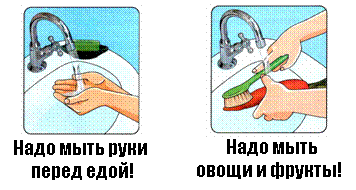 Надо мыть руки
перед едой!
Надо мыть
овощи и фрукты!